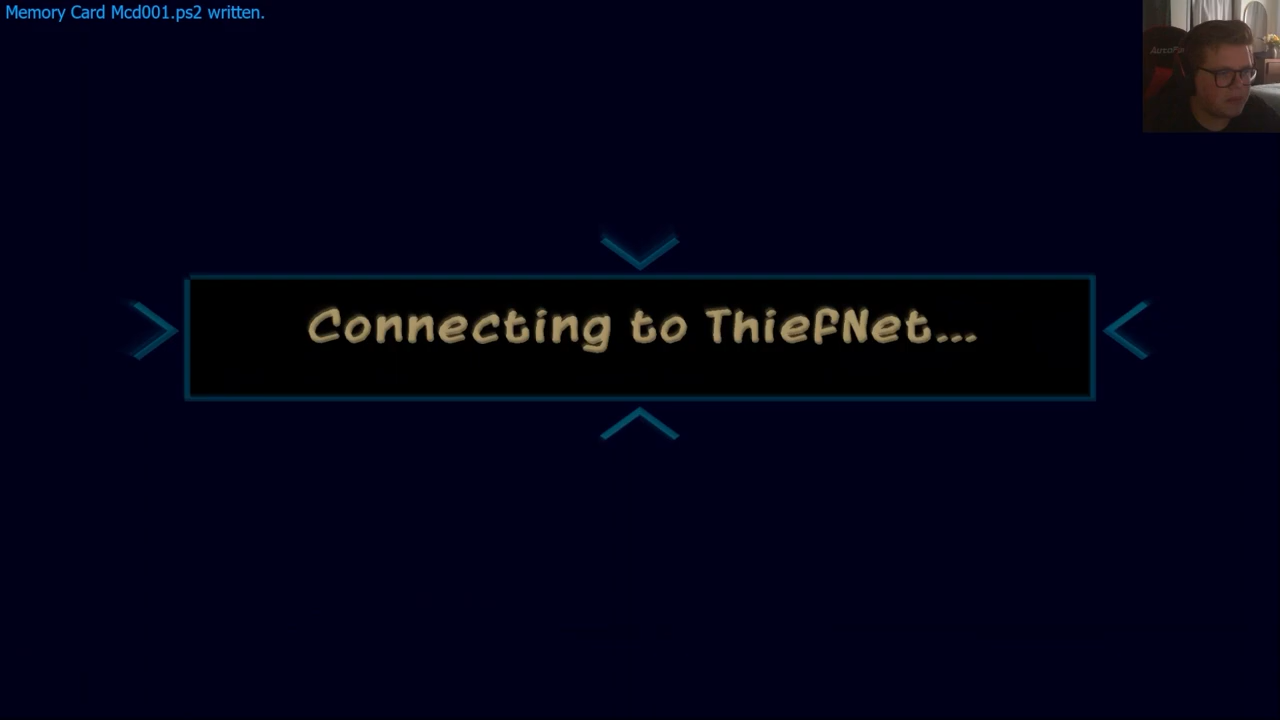 Memory Card Mcd001.ps2 written.
Connecting to ThiefNet...